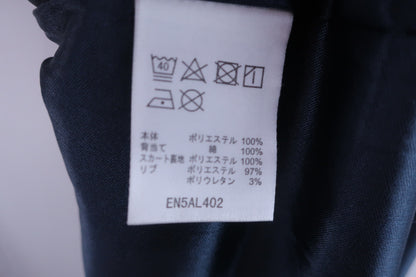 40
本体 ポリエステル 100%
背当て 綿 100%
スカート裏地 ポリエステル 100%
リブ ポリエステル 97%
ポリウレタン 3%
EN5AL402